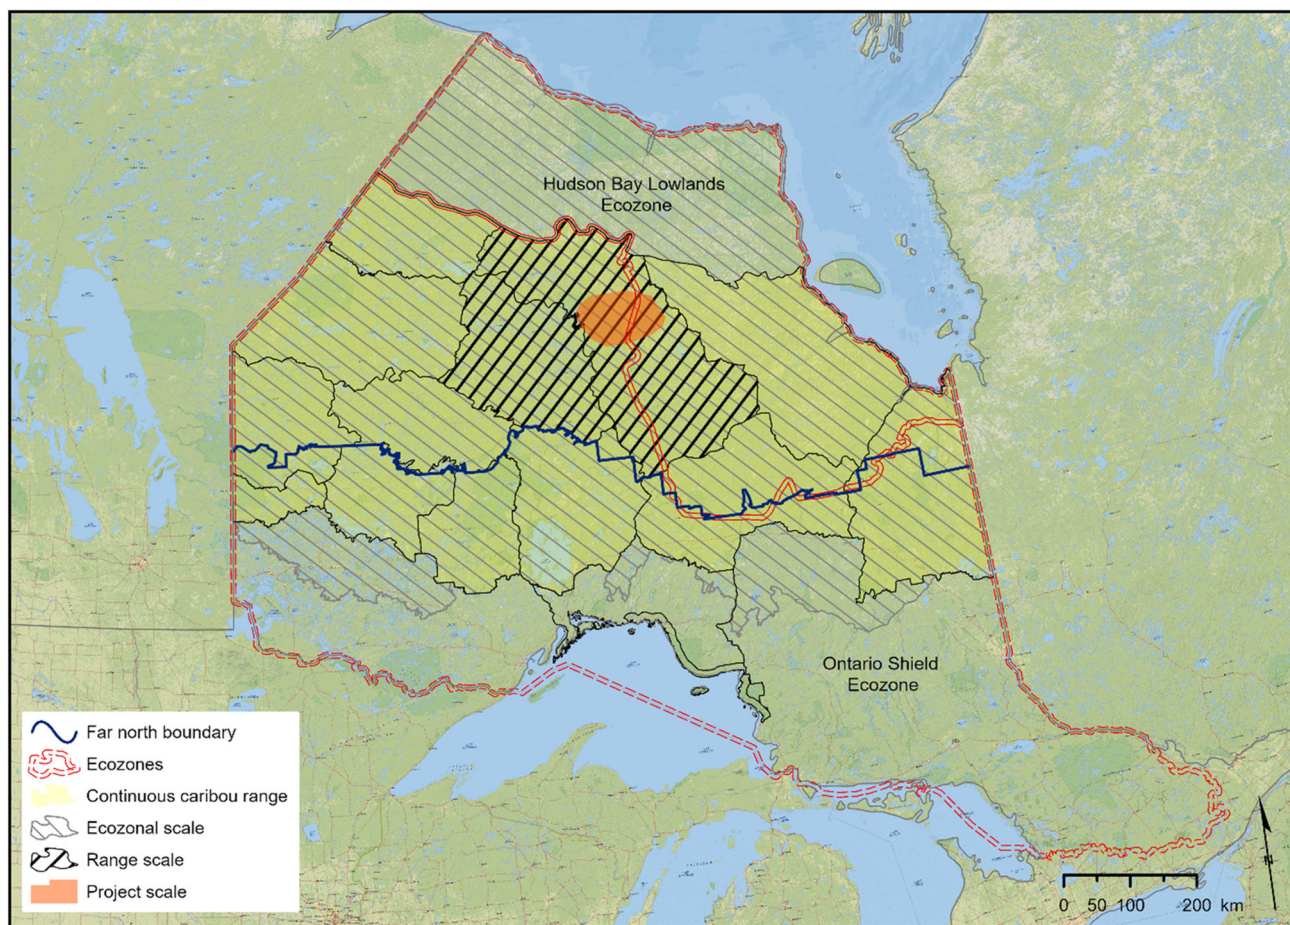 Hudson Bay Lowlands
Ecozone
Ontario Shield
Ecozone
Far north boundary
Ecozones
Continuous caribou range
Ecozonal scale
Range scale
Project scale
N
0 50 100 200 km